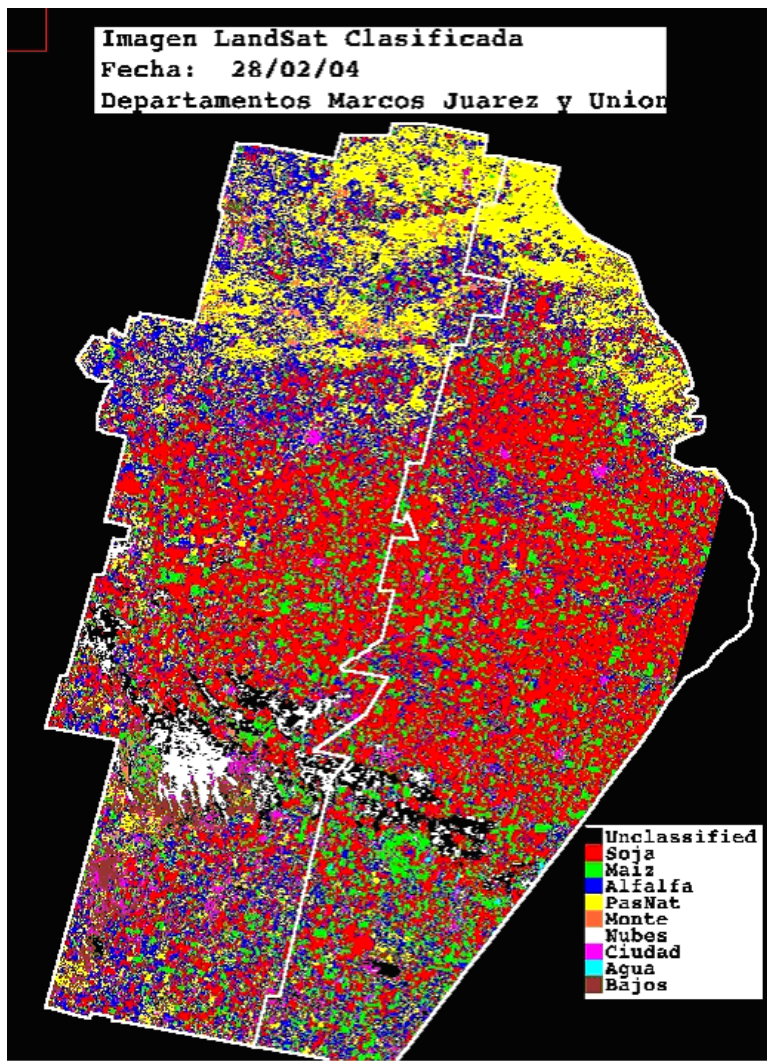 Imagen LandSat Clasificada
Fecha: 28/02/04
Departamentos Marcos Juarez y Union
Unclassified
Soja
Maiz
Alfalfa
PasNat
Monte
Nubes
Ciudad
Agua
Bajos